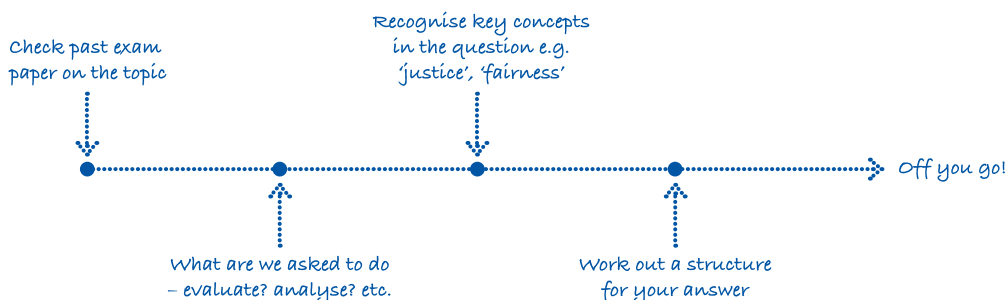 Check past exam
paper on the topic
What are we asked to do
– evaluate? analyse? etc.
Recognise key concepts
in the question e.g.
‘justice’, ‘fairness’
Work out a structure
for your answer
Off you go!